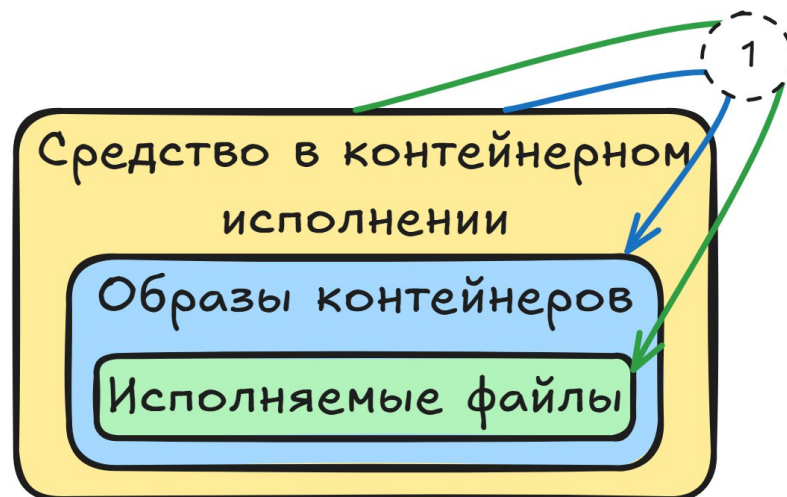 1
Средство в контейнерном
исполнении
Образы контейнеров
Исполняемые файлы